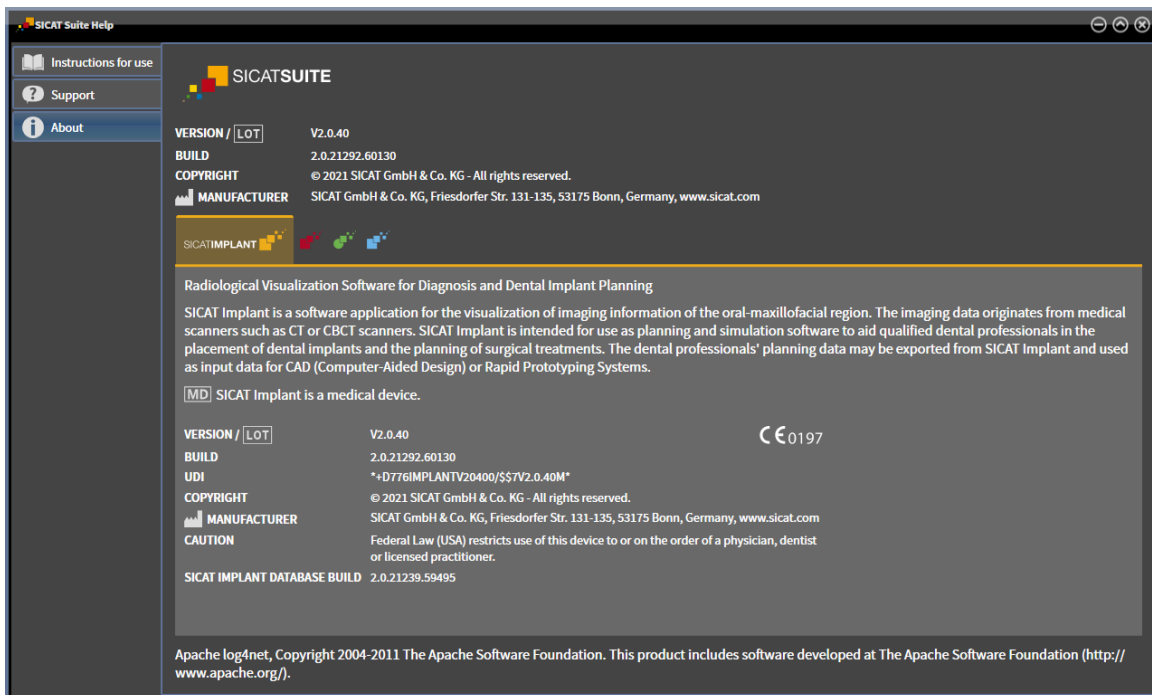 SICAT Suite Help
Instructions for use
Support
About
SICATSUITE
VERSION / LOT V2.0.40
BUILD 2.0.21292.60130
COPYRIGHT © 2021 SICAT GmbH & Co. KG - All rights reserved.
MANUFACTURER SICAT GmbH & Co. KG, Friesdorfer Str. 131-135, 53175 Bonn, Germany, www.sicat.com
SICATIMPLANT
Radiological Visualization Software for Diagnosis and Dental Implant Planning
SICAT Implant is a software application for the visualization of imaging information of the oral-maxillofacial region. The imaging data originates from medical
scanners such as CT or CBCT scanners. SICAT Implant is intended for use as planning and simulation software to aid qualified dental professionals in the
placement of dental implants and the planning of surgical treatments. The dental professionals' planning data may be exported from SICAT Implant and used
as input data for CAD (Computer-Aided Design) or Rapid Prototyping Systems.
MD SICAT Implant is a medical device.
VERSION / LOT V2.0.40 CE0197
BUILD 2.0.21292.60130
UDI *+D776IMPLANTV20400/$$7V2.0.40M*
COPYRIGHT © 2021 SICAT GmbH & Co. KG - All rights reserved.
MANUFACTURER SICAT GmbH & Co. KG, Friesdorfer Str. 131-135, 53175 Bonn, Germany, www.sicat.com
CAUTION Federal Law (USA) restricts use of this device to or on the order of a physician, dentist
or licensed practitioner.
SICAT IMPLANT DATABASE BUILD 2.0.21239.59495
Apache log4net, Copyright 2004-2011 The Apache Software Foundation. This product includes software developed at The Apache Software Foundation (http://
www.apache.org/).